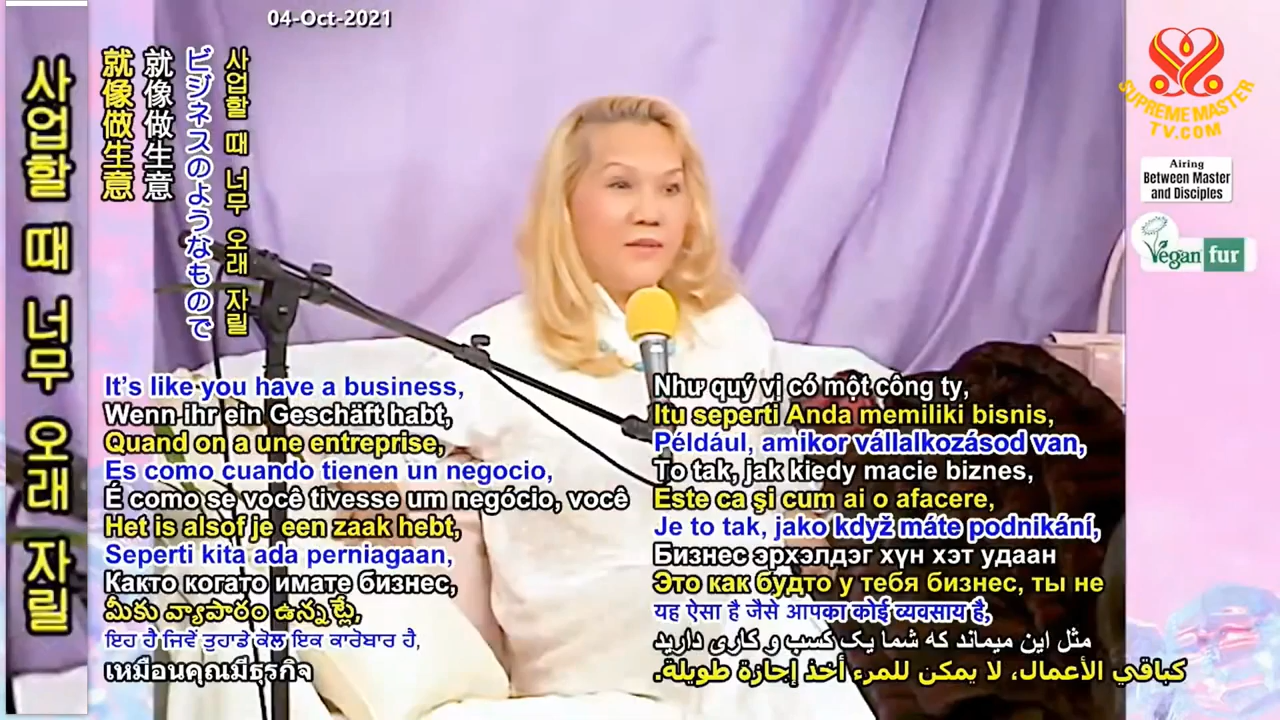 04-Oct-2021
사업할 때 너무 오래 자릴
就像做生意
就像做生意
ビジネスのようなもので
사업할 때 너무 오래 자릴
SUPREME MASTER
TV.COM
Airing
Between Master
and Disciples
Vegan fur
It's like you have a business,
Wenn ihr ein Geschäft habt,
Quand on a une entreprise,
Es como cuando tienen un negocio,
É como se você tivesse um negócio, você
Het is alsof je een zaak hebt,
Seperti kita ada perniagaan,
Както когато имате бизнес,
మీకు వ్యాపారం ఉన్నట్లే,
ਇਹ ਹੈ ਜਿਵੇਂ ਤੁਹਾਡੇ ਕੋਲ ਇਕ ਕਾਰੋਬਾਰ ਹੈ,
เหมือนคุณมีธุรกิจ
Như quý vị có một công ty,
Itu seperti Anda memiliki bisnis,
Például, amikor vállalkozásod van,
To tak, jak kiedy macie biznes,
Este ca şi cum ai o afacere,
Je to tak, jako když máte podnikání,
Бизнес эрхэлдэг хүн хэт удаан
Это как будто у тебя бизнес, ты не
यह ऐसा है जैसे आपका कोई व्यवसाय है,
مثل این میماند که شما یک کسب و کاری دارید
كباقي الأعمال، لا يمكن للمرء أخذ إجازة طويلة.